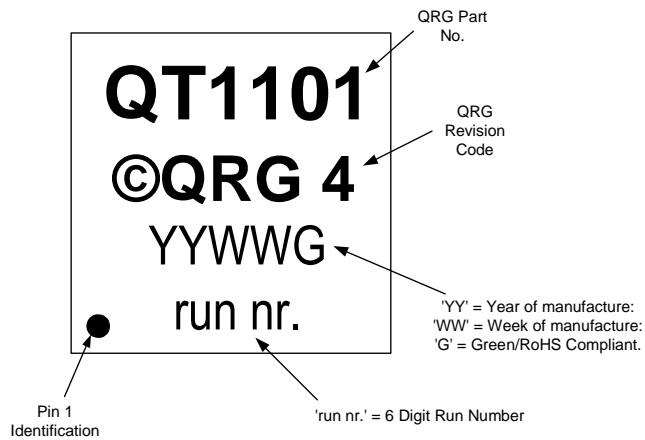 QRG Part
No.
QT1101
QRG
Revision
Code
©QRG 4
YYWWG
'YY' = Year of manufacture:
'WW' = Week of manufacture:
'G' = Green/RoHS Compliant.
run nr.
Pin 1
Identification
'run nr.' = 6 Digit Run Number